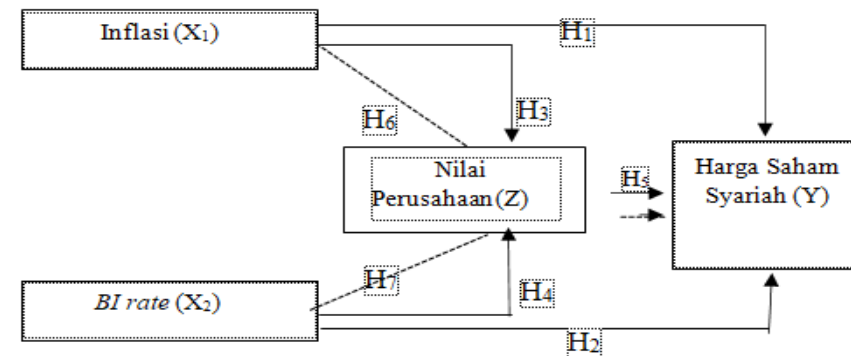 Inflasi (X₁)
H₁
H₃
H₆
Nilai
Perusahaan (Z)
H₅
Harga Saham
Syariah (Y)
H₇
BI rate (X₂)
H₄
H₂